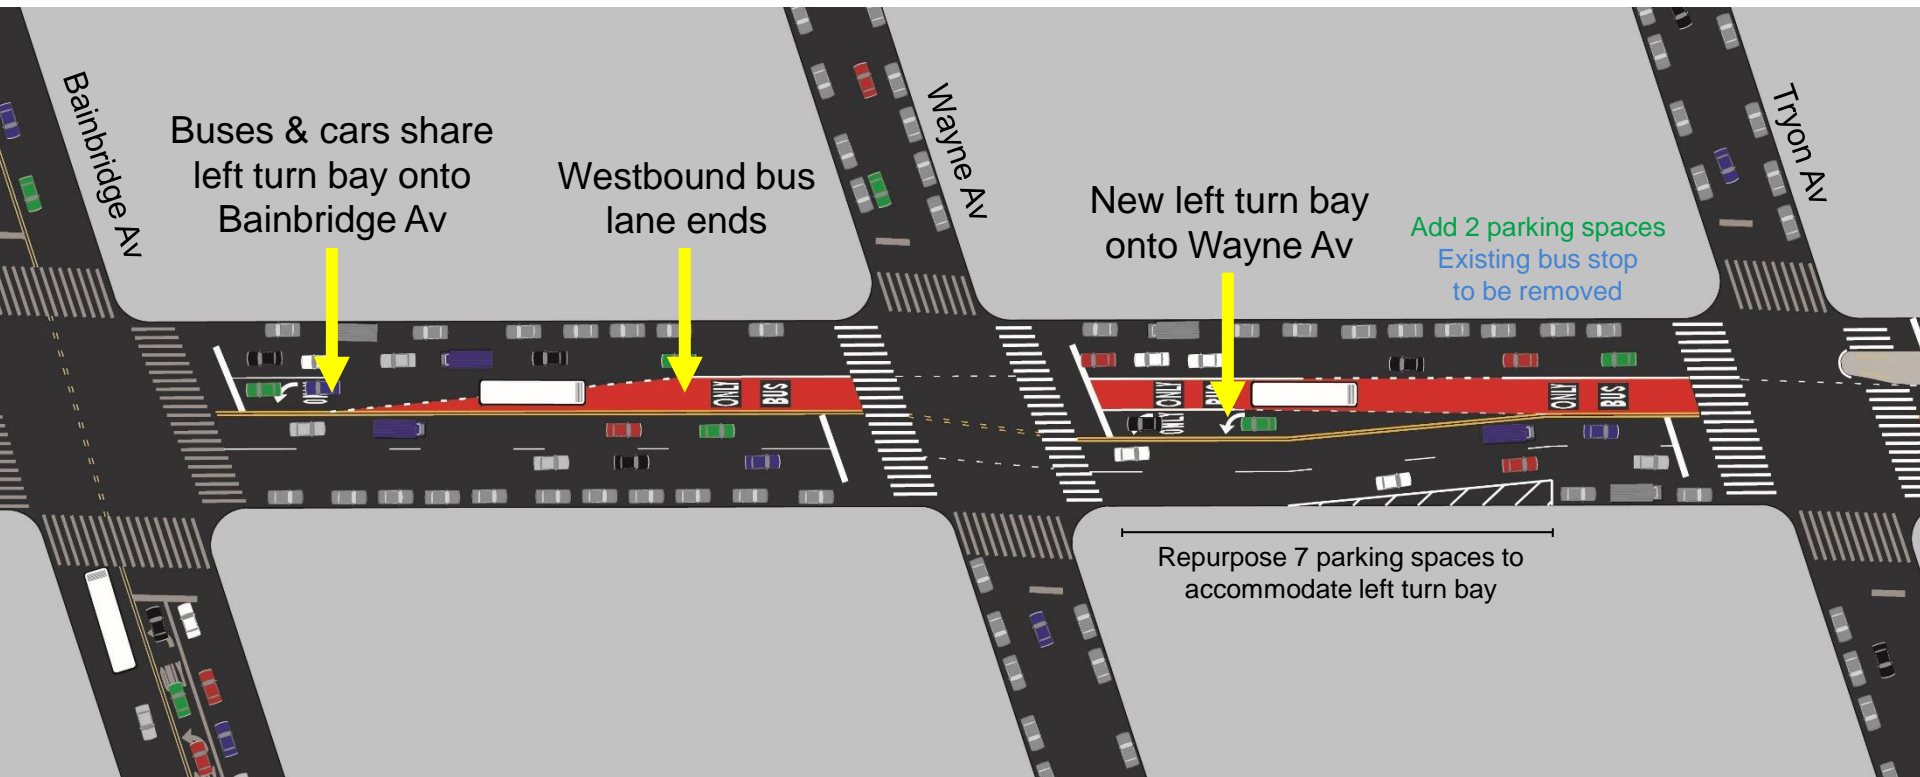 Bainbridge Av
Buses & cars share
left turn bay onto
Bainbridge Av
Westbound bus
lane ends
Wayne Av
New left turn bay
onto Wayne Av
Add 2 parking spaces
Existing bus stop
to be removed
Tryon Av
ONLY
BUS
ONLY
BUS
ONLY
ONLY
BUS
Repurpose 7 parking spaces to
accommodate left turn bay